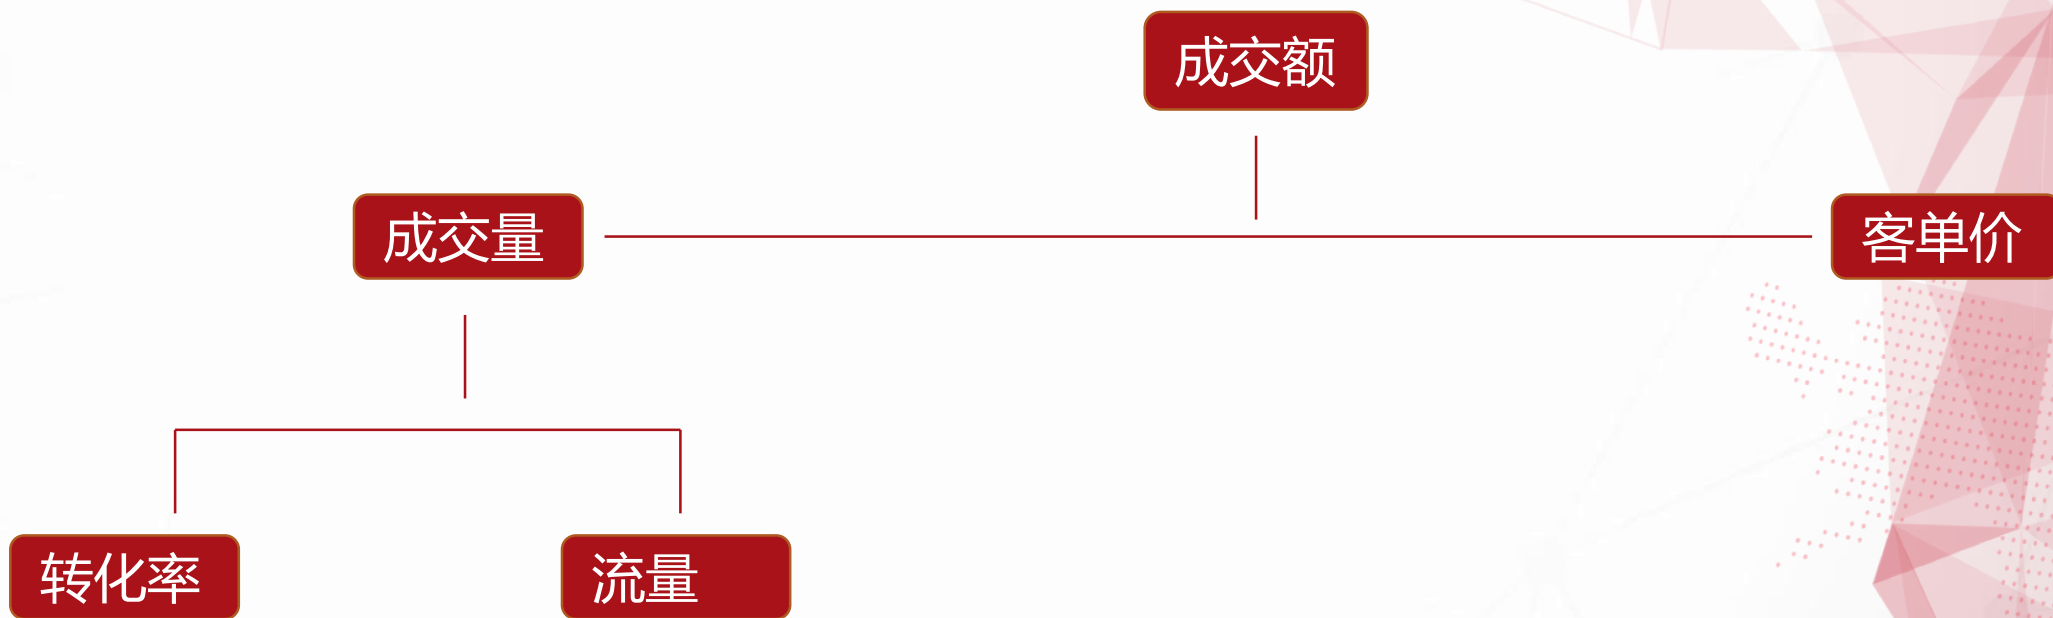 成交额
成交量
客单价
转化率
流量